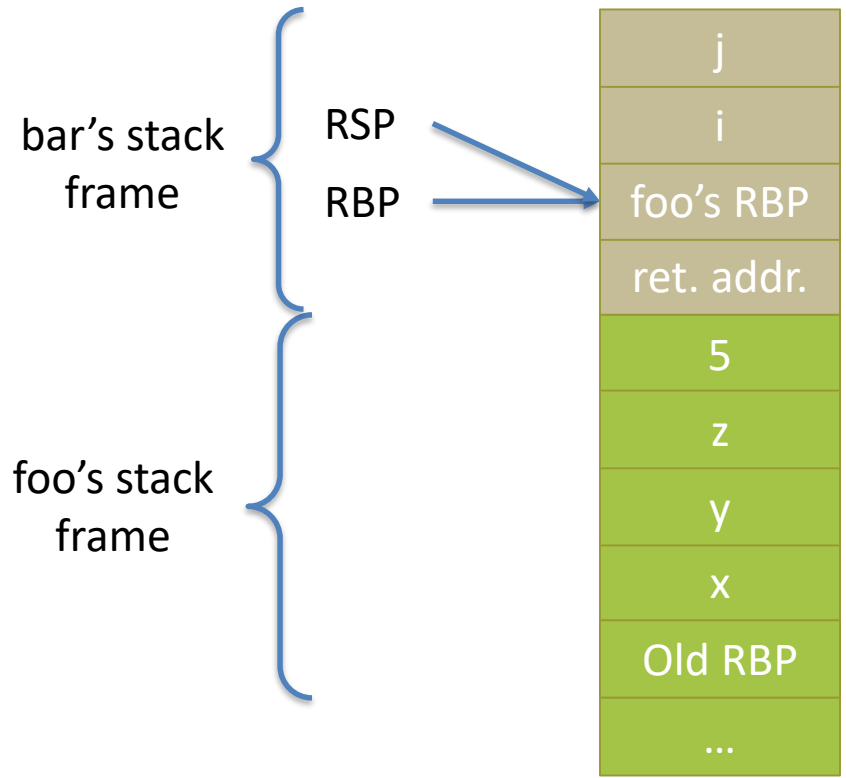 bar’s stack
frame
RSP
RBP
foo’s stack
frame
j
i
foo’s RBP
ret. addr.
5
z
y
x
Old RBP
...